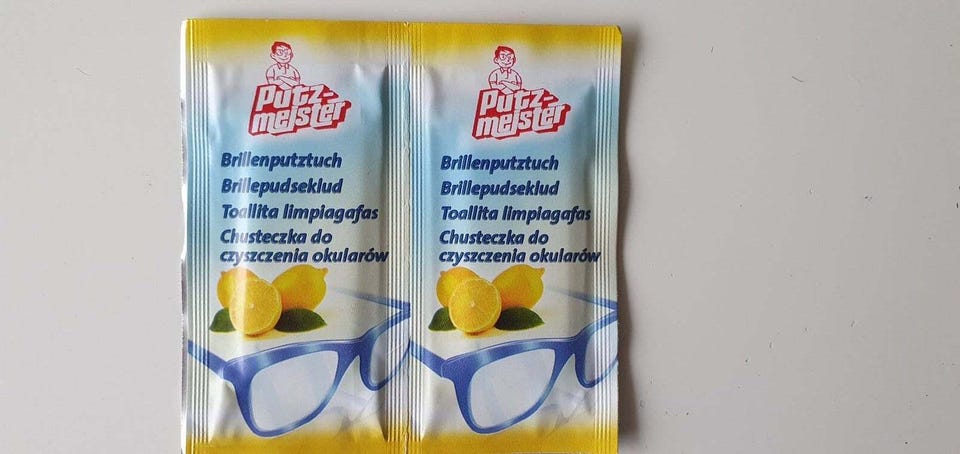 Putz-
meister
Brillenputztuch
Brillepudseklud
Toallita limpiagafas
Chusteczka do
czyszczenia okularów
Putz-
meister
Brillenputztuch
Brillepudseklud
Toallita limpiagafas
Chusteczka do
czyszczenia okularów